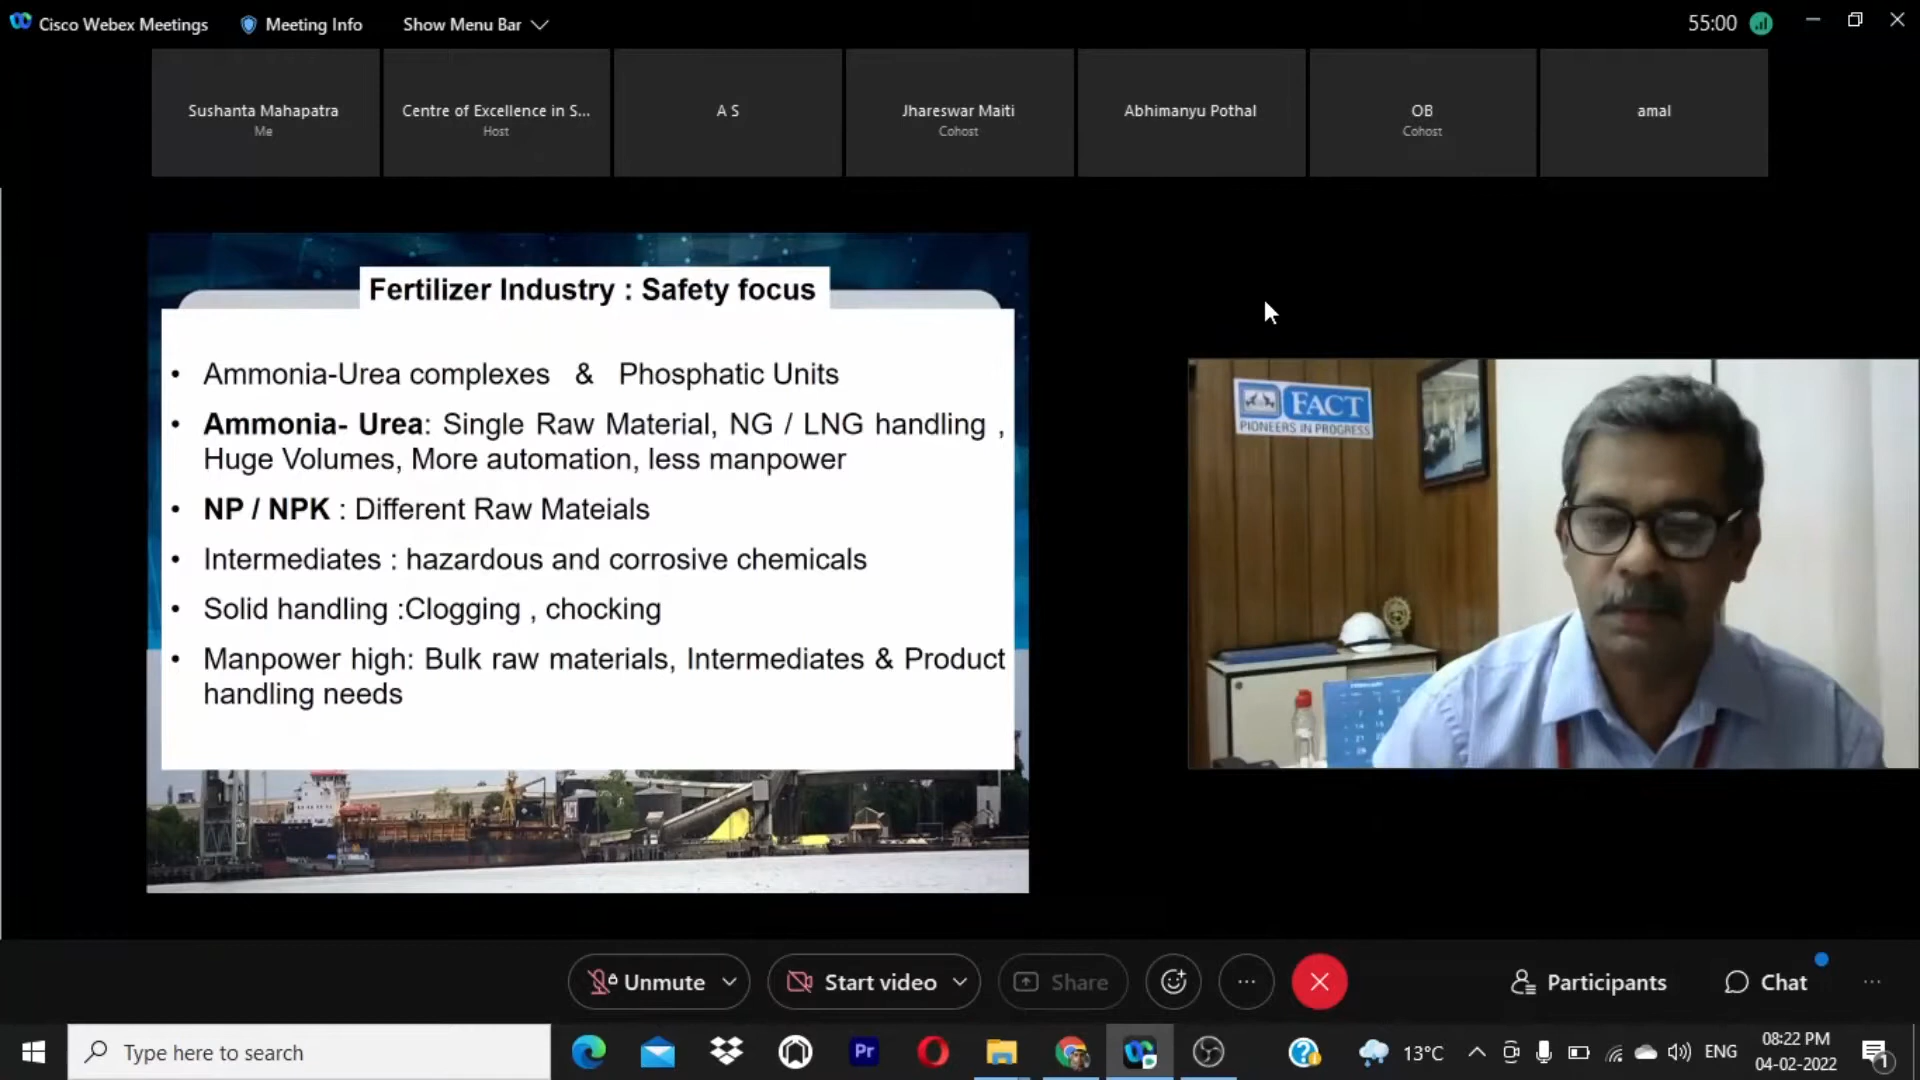 Cisco Webex Meetings
Meeting Info
Show Menu Bar
55:00
Sushanta Mahapatra
Me
Centre of Excellence in S...
Host
A S
Jhareswar Maiti
Cohost
Abhimanyu Pothal
OB
Cohost
amal
Fertilizer Industry : Safety focus
• Ammonia-Urea complexes & Phosphatic Units
• Ammonia- Urea: Single Raw Material, NG / LNG handling ,
Huge Volumes, More automation, less manpower
• NP / NPK : Different Raw Mateials
• Intermediates : hazardous and corrosive chemicals
• Solid handling :Clogging , chocking
• Manpower high: Bulk raw materials, Intermediates & Product
handling needs
FACT
PIONEERS IN PROGRESS
Unmute
Start video
Share
Participants
Chat
Type here to search
Pr
13°C
ENG
08:22 PM
04-02-2022
1